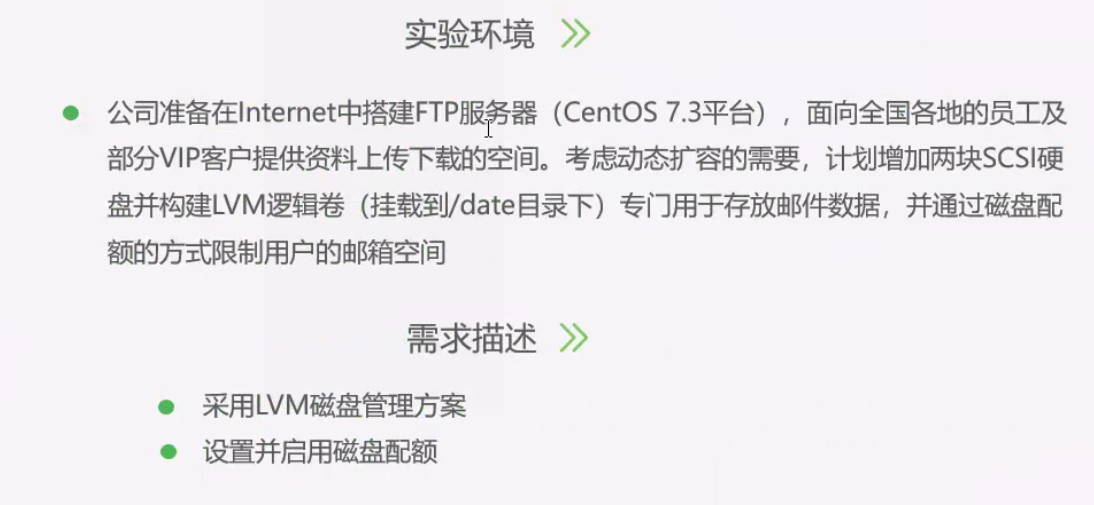 实验环境
公司准备在Internet中搭建FTP服务器（CentOS 7.3平台），面向全国各地的员工及
部分VIP客户提供资料上传下载的空间。考虑动态扩容的需要，计划增加两块SCSI硬
盘并构建LVM逻辑卷（挂载到/date目录下）专门用于存放邮件数据，并通过磁盘配
额的方式限制用户的邮箱空间
需求描述
采用LVM磁盘管理方案
设置并启用磁盘配额